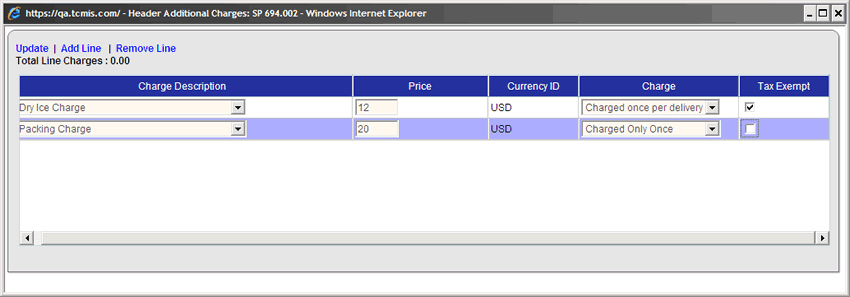 https://qa.tcmis.com/ - Header Additional Charges: SP 694.002 - Windows Internet Explorer
Update | Add Line | Remove Line
Total Line Charges : 0.00
Charge Description Price Currency ID Charge Tax Exempt
Dry Ice Charge 12 USD Charged once per delivery
Packing Charge 20 USD Charged Only Once